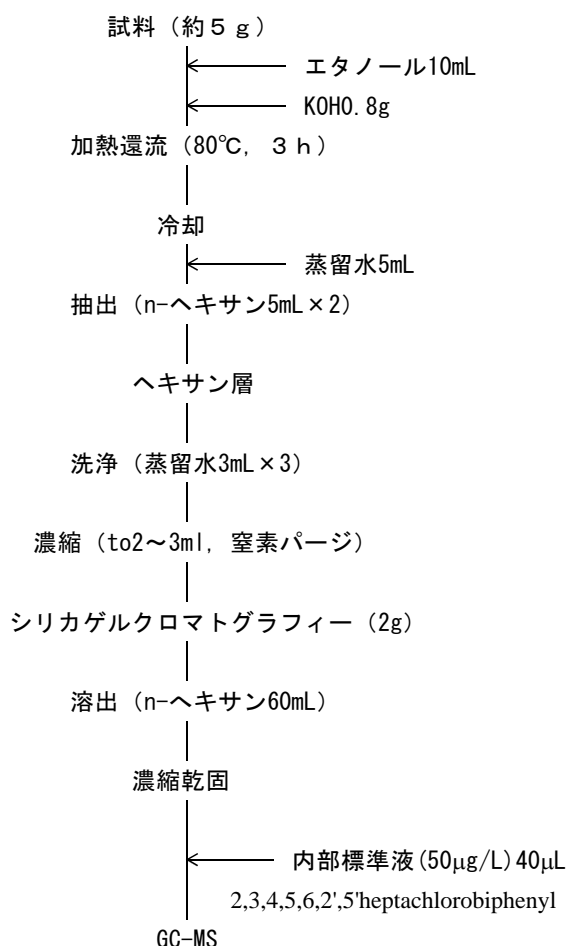 試料（約５ｇ）
エタノール10mL
KOH0.8g
加熱還流（80℃，３ｈ）
冷却
蒸留水5mL
抽出（n-ヘキサン5mL×2）
ヘキサン層
洗浄（蒸留水3mL×3）
濃縮（to2～3ml，窒素パージ）
シリカゲルクロマトグラフィー（2g）
溶出（n-ヘキサン60mL）
濃縮乾固
内部標準液(50μg/L)40μL
2,3,4,5,6,2',5'heptachlorobiphenyl
GC-MS